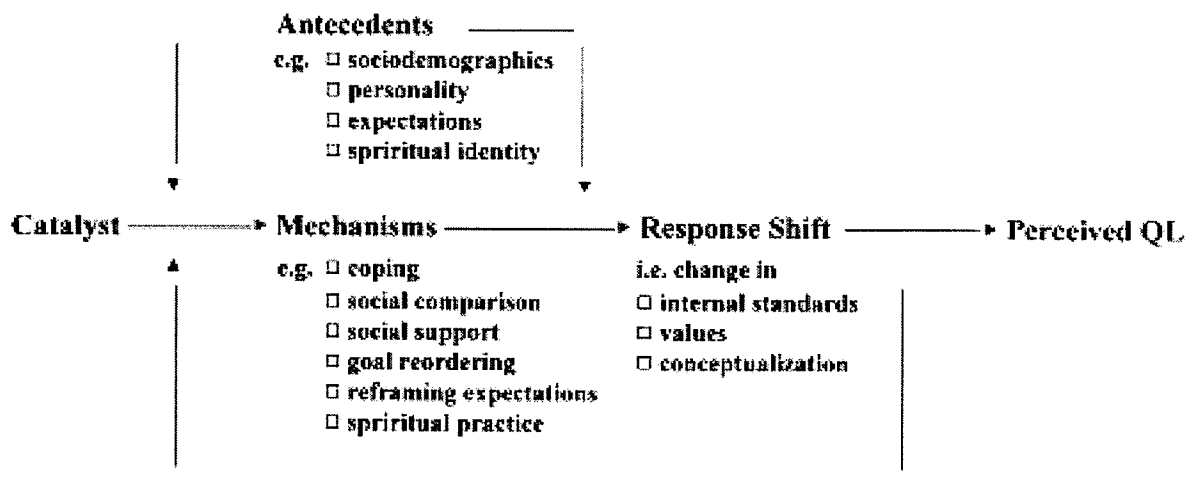 Antecedents
e.g. □ sociodemographics
□ personality
□ expectations
□ spriritual identity
Catalyst
Mechanisms
Response Shift
Perceived QL
e.g. □ coping
□ social comparison
□ social support
□ goal reordering
□ reframing expectations
□ spriritual practice
i.e. change in
□ internal standards
□ values
□ conceptualization